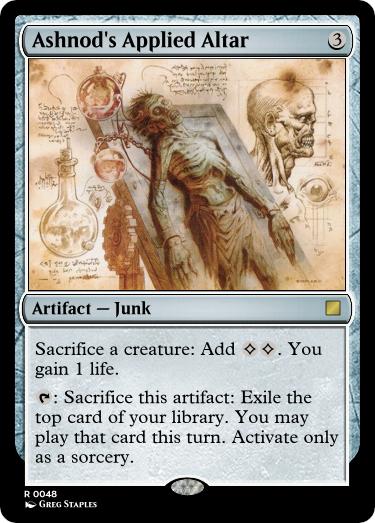 Ashnod's Applied Altar 3
Artifact — Junk
Sacrifice a creature: Add ◇◇. You
gain 1 life.
: Sacrifice this artifact: Exile the
top card of your library. You may
play that card this turn. Activate only
as a sorcery.
R 0048
Greg Staples